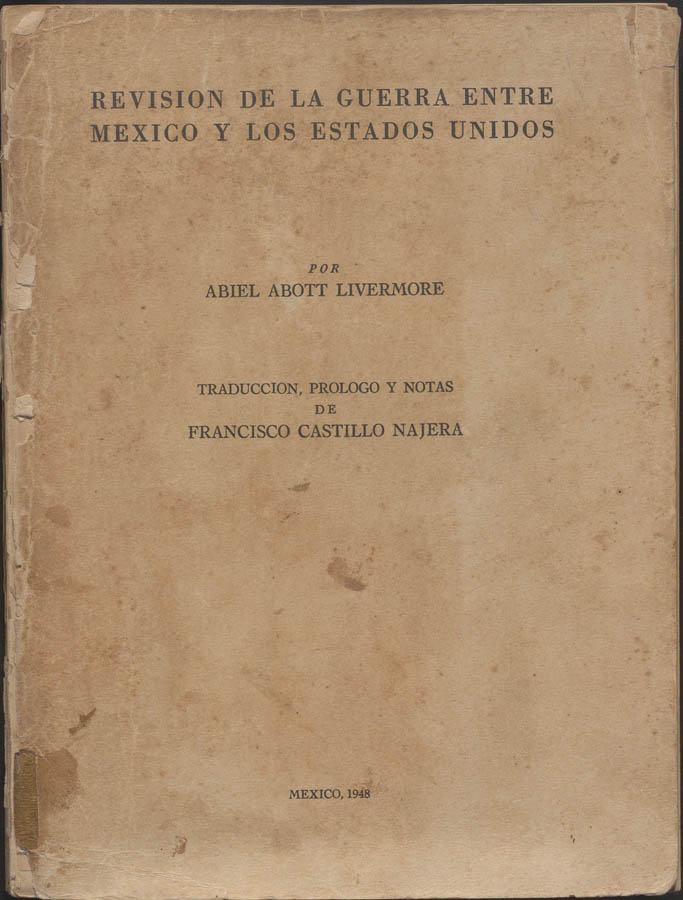 REVISION DE LA GUERRA ENTRE
MEXICO Y LOS ESTADOS UNIDOS
POR
ABIEL ABOTT LIVERMORE
TRADUCCION, PROLOGO Y NOTAS
DE
FRANCISCO CASTILLO NAJERA
MEXICO, 1948